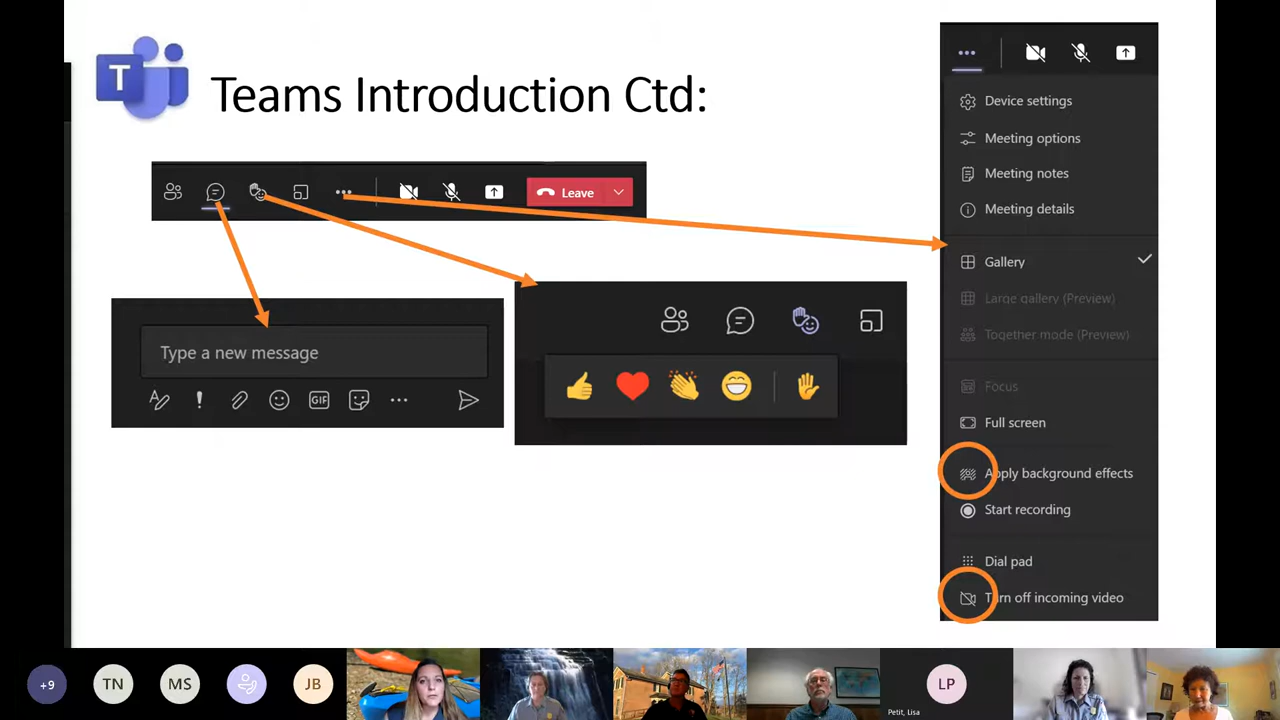 T
Teams Introduction Ctd:
Leave
Type a new message
GIF
Device settings
Meeting options
Meeting notes
Meeting details
Gallery
Large gallery (Preview)
Together mode (Preview)
Focus
Full screen
Apply background effects
Start recording
Dial pad
Turn off incoming video
+9
TN
MS
JB
LP
Petit, Lisa